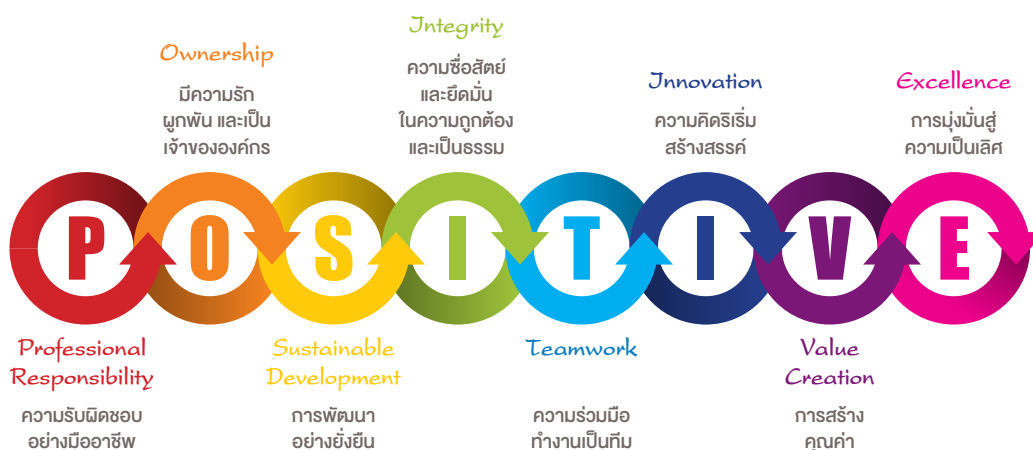 Integrity
ความซื่อสัตย์
และยึดมั่น
ในความถูกต้อง
และเป็นธรรม
Ownership
มีความรัก
ผูกพัน และเป็น
เจ้าขององค์กร
Innovation
ความคิดริเริ่ม
สร้างสรรค์
Excellence
การมุ่งมั่นสู่
ความเป็นเลิศ
P O S I T I V E
Professional
Responsibility
ความรับผิดชอบ
อย่างมืออาชีพ
Sustainable
Development
การพัฒนา
อย่างยั่งยืน
Teamwork
ความร่วมมือ
ทำงานเป็นทีม
Value
Creation
การสร้าง
คุณค่า